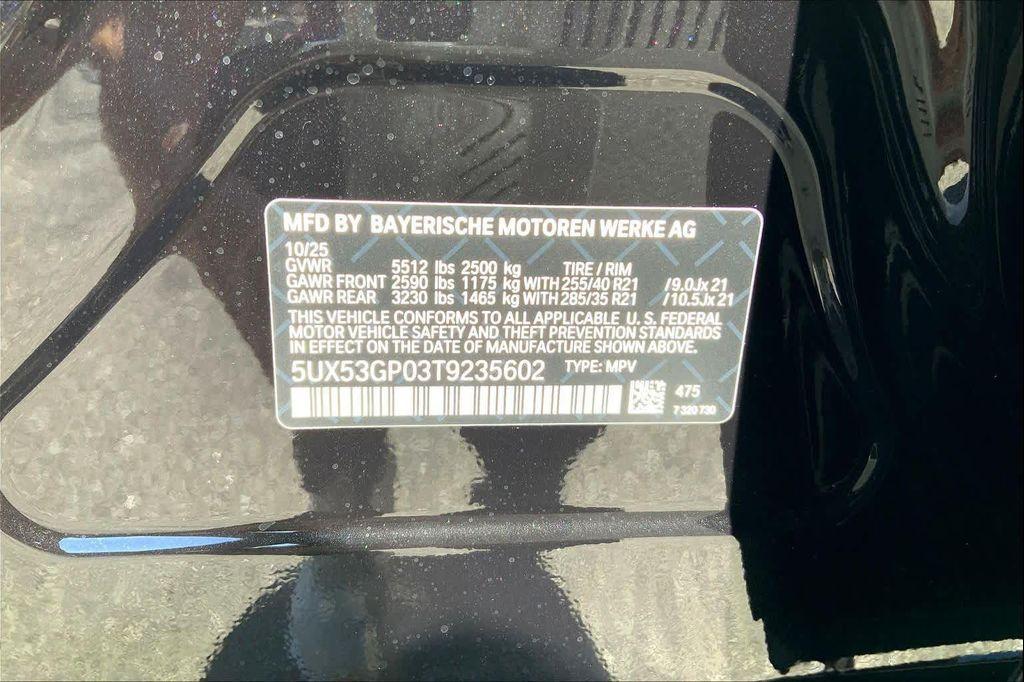 MFD BY BAYERISCHE MOTOREN WERKE AG
10/25
GVWR 5512 lbs 2500 kg TIRE / RIM
GAWR FRONT 2590 lbs 1175 kg WITH 255/40 R21 /9.0Jx 21
GAWR REAR 3230 lbs 1465 kg WITH 285/35 R21 /10.5Jx 21
THIS VEHICLE CONFORMS TO ALL APPLICABLE U. S. FEDERAL
MOTOR VEHICLE SAFETY AND THEFT PREVENTION STANDARDS
IN EFFECT ON THE DATE OF MANUFACTURE SHOWN ABOVE.
5UX53GP03T9235602 TYPE: MPV
475
7 320 730